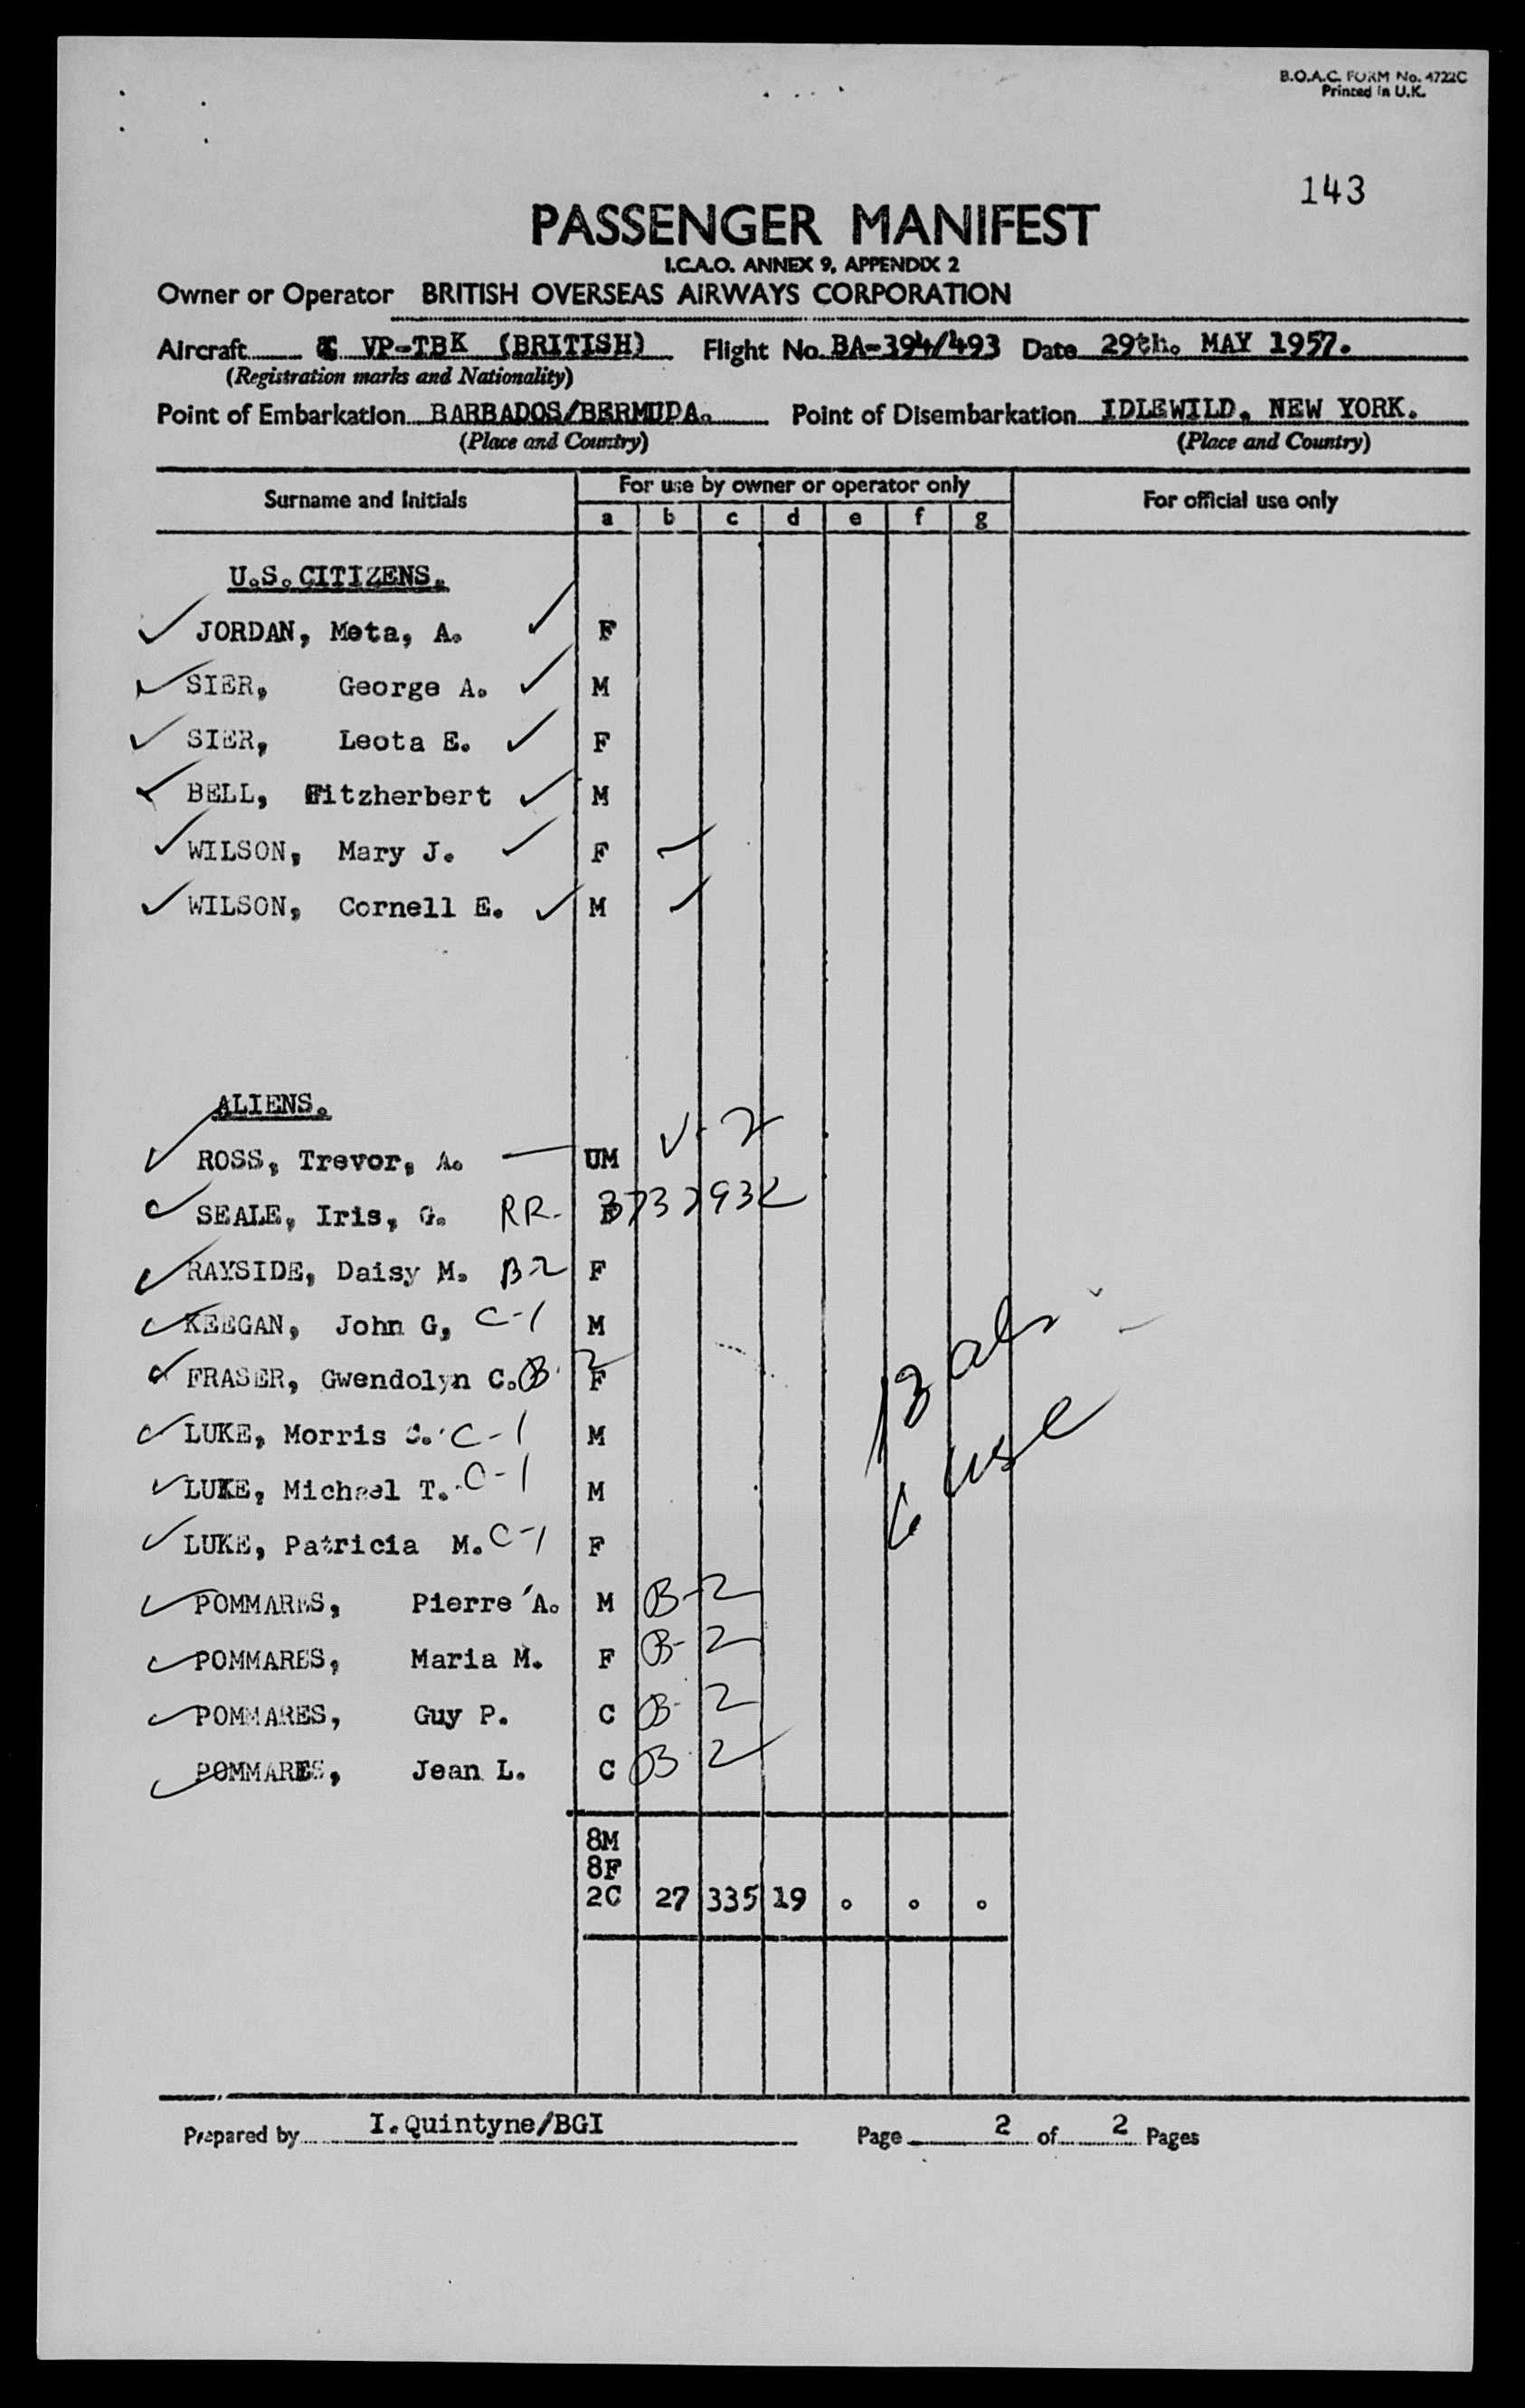 B.O.A.C. FORM No. 4722C
Printed in U.K.
143
PASSENGER MANIFEST
I.C.A.O. ANNEX 9, APPENDIX 2
Owner or Operator BRITISH OVERSEAS AIRWAYS CORPORATION
Aircraft VP-TBK (BRITISH) Flight No. BA-394/493 Date 29th. MAY 1957.
(Registration marks and Nationality)
Point of Embarkation BARBADOS/BERMUDA. Point of Disembarkation IDLEWILD, NEW YORK.
(Place and Country) (Place and Country)
Surname and Initials For use by owner or operator only For official use only
a b c d e f g
U.S. CITIZENS.
JORDAN, Meta, A. F
SIER, George A. M
SIER, Leota E. F
BELL, Fitzherbert M
WILSON, Mary J. F
WILSON, Cornell E. M
ALIENS.
ROSS, Trevor, A. UM V-2
SEALE, Iris, G. RR-
RAYSIDE, Daisy M. B-2 F
KEEGAN, John G, C-1 M
FRASER, Gwendolyn C. B-2 F
LUKE, Morris C-1 M
LUKE, Michael T. C-1 M
LUKE, Patricia M. C-1 F
POMMARES, Pierre A. M B-2
POMMARES, Maria M. F B-2
POMMARES, Guy P. C B-2
POMMARES, Jean L. C B-2
6 USC
8M
8F
2C 27 335 19 o o o
Prepared by I.Quintyne/BGI Page 2 of 2 Pages